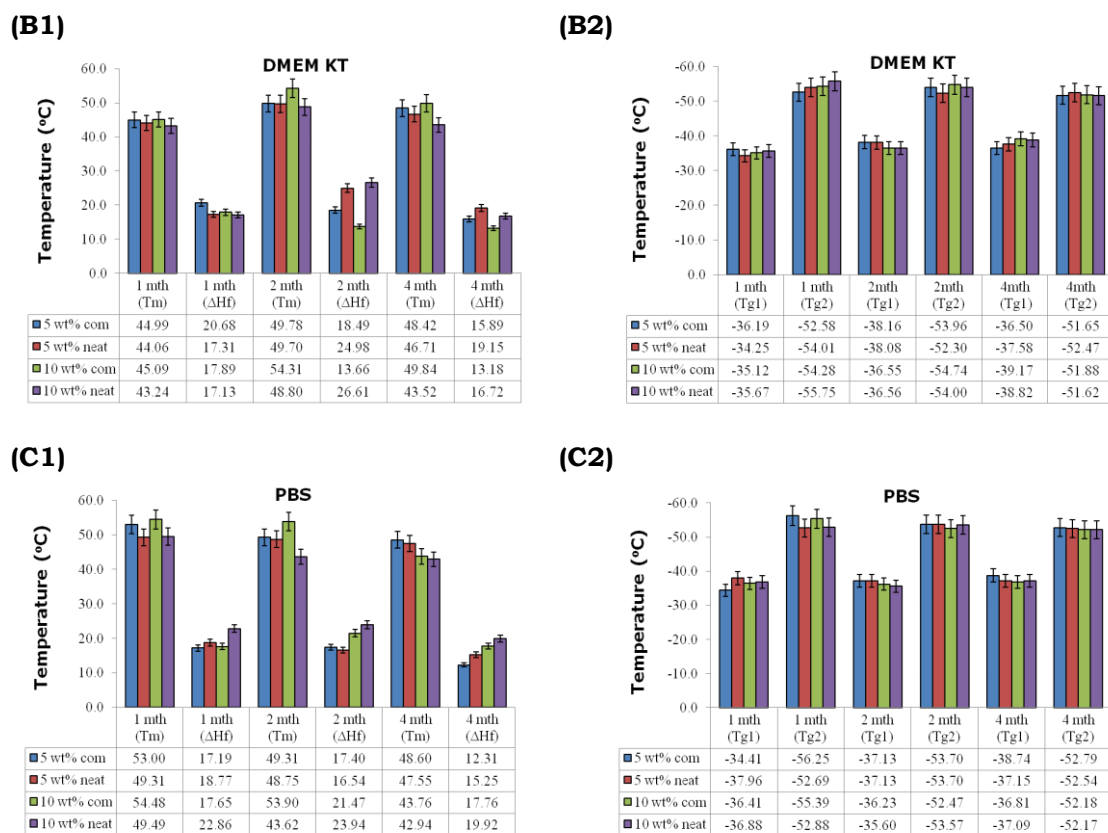 (B1)
DMEM KT
Temperature (ºC)
60.0
50.0
40.0
30.0
20.0
10.0
0.0
1 mth (Tm) 1 mth (ΔHf) 2 mth (Tm) 2 mth (ΔHf) 4 mth (Tm) 4 mth (ΔHf)
5 wt% com 44.99 20.68 49.78 18.49 48.42 15.89
5 wt% neat 44.06 17.31 49.70 24.98 46.71 19.15
10 wt% com 45.09 17.89 54.31 13.66 49.84 13.18
10 wt% neat 43.24 17.13 48.80 26.61 43.52 16.72
(B2)
DMEM KT
Temperature (ºC)
-60.0
-50.0
-40.0
-30.0
-20.0
-10.0
0.0
1 mth (Tg1) 1 mth (Tg2) 2mth (Tg1) 2mth (Tg2) 4mth (Tg1) 4mth (Tg2)
5 wt% com -36.19 -52.58 -38.16 -53.96 -36.50 -51.65
5 wt% neat -34.25 -54.01 -38.08 -52.30 -37.58 -52.47
10 wt% com -35.12 -54.28 -36.55 -54.74 -39.17 -51.88
10 wt% neat -35.67 -55.75 -36.56 -54.00 -38.82 -51.62
(C1)
PBS
Temperature (ºC)
60.0
50.0
40.0
30.0
20.0
10.0
0.0
1 mth (Tm) 1 mth (ΔHf) 2 mth (Tm) 2 mth (ΔHf) 4 mth (Tm) 4 mth (ΔHf)
5 wt% com 53.00 17.19 49.31 17.40 48.60 12.31
5 wt% neat 49.31 18.77 48.75 16.54 47.55 15.25
10 wt% com 54.48 17.65 53.90 21.47 43.76 17.76
10 wt% neat 49.49 22.86 43.62 23.94 42.94 19.92
(C2)
PBS
Temperature (ºC)
-60.0
-50.0
-40.0
-30.0
-20.0
-10.0
0.0
1 mth (Tg1) 1 mth (Tg2) 2 mth (Tg1) 2 mth (Tg2) 4 mth (Tg1) 4 mth (Tg2)
5 wt% com -34.41 -56.25 -37.13 -53.70 -38.74 -52.79
5 wt% neat -37.96 -52.69 -37.13 -53.70 -37.15 -52.54
10 wt% com -36.41 -55.39 -36.23 -52.47 -36.81 -52.18
10 wt% neat -36.88 -52.88 -35.60 -53.57 -37.09 -52.17